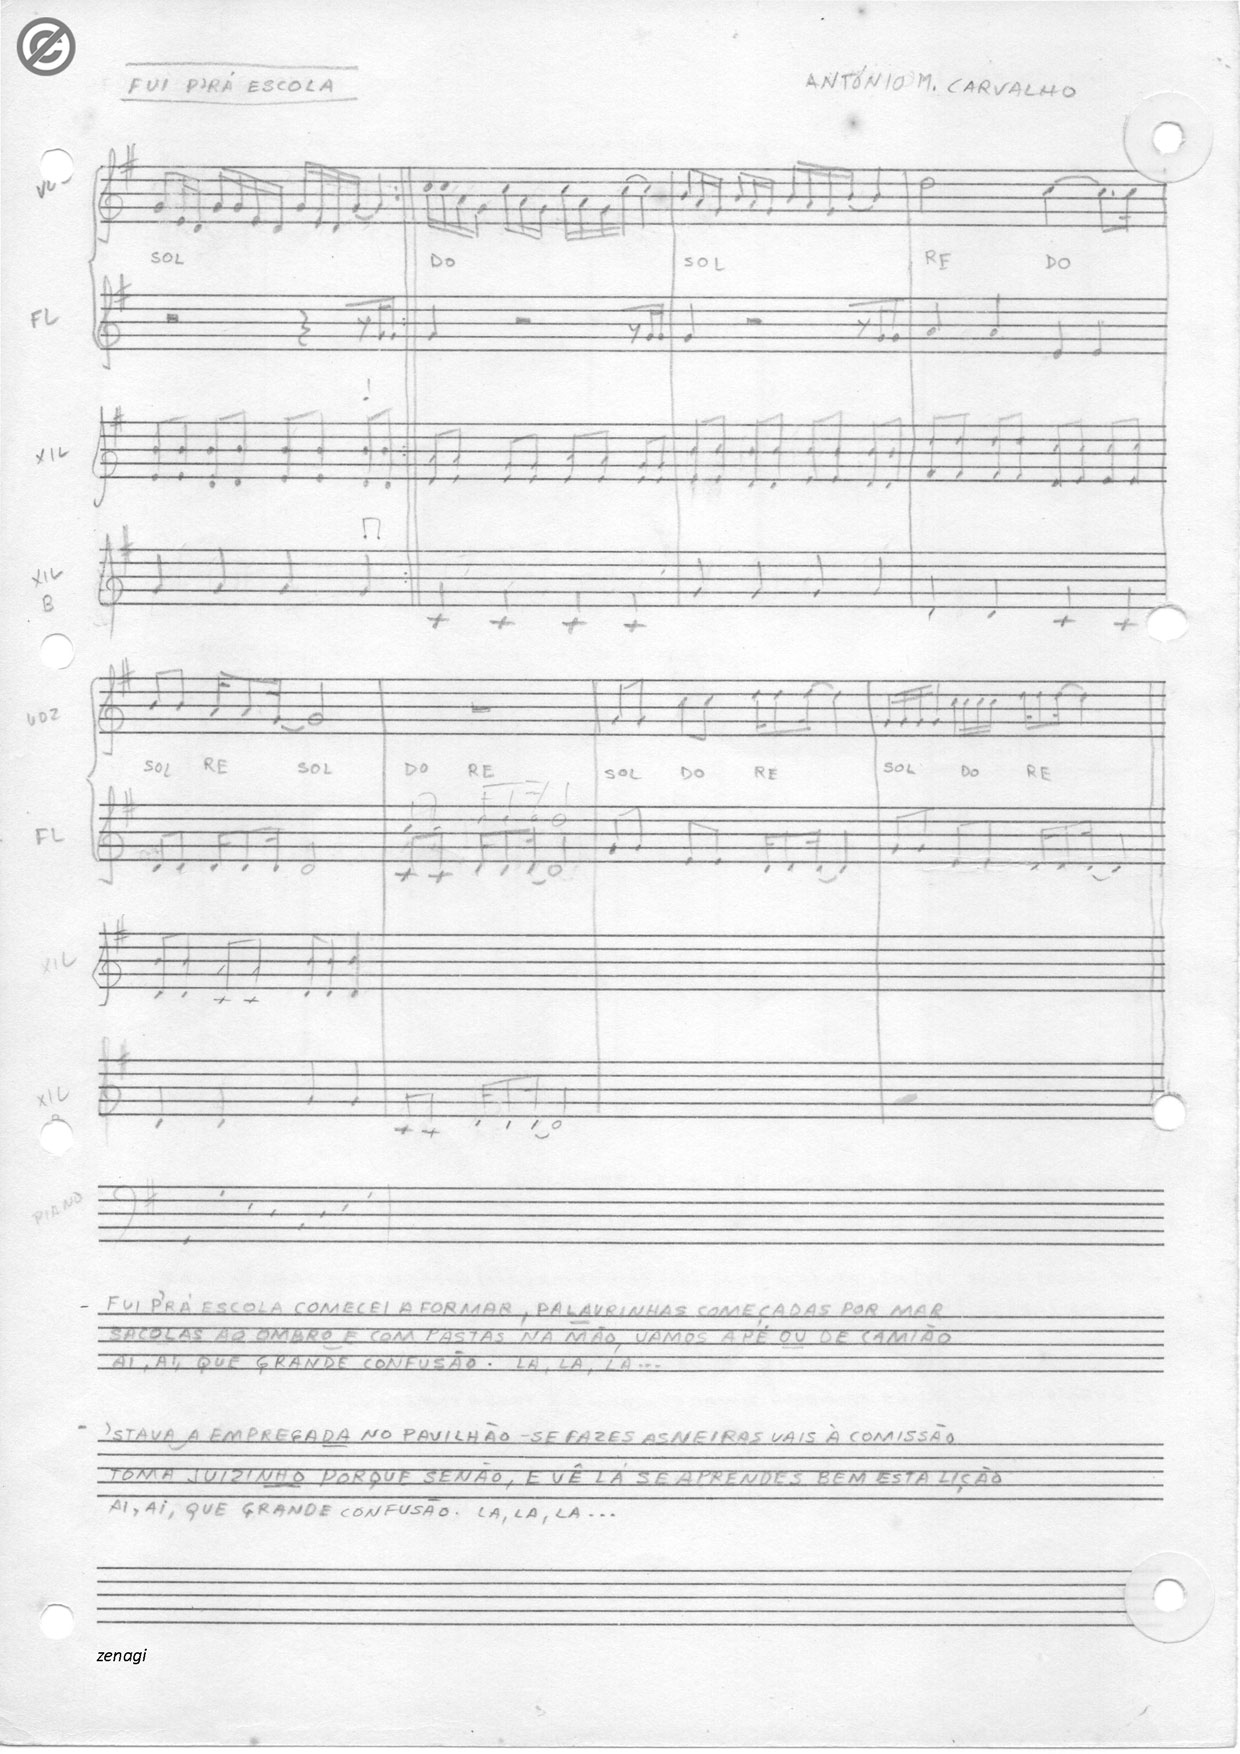 FUI P'RÁ ESCOLA
ANTÓNIO M. CARVALHO
SOL DO SOL RE DO
FL
XIL
XIL
B
VOZ
SOL RE SOL DO RE SOL DO RE SOL DO RE
FL
XIL
XIL
PIANO
- FUI P'RÁ ESCOLA COMECEI A FORMAR, PALAVRINHAS COMEÇADAS POR MAR
SACOLAS AO OMBRO E COM PASTAS NA MÃO, VAMOS A PÉ OU DE CAMIÃO
AI, AI, QUE GRANDE CONFUSÃO. LA, LA, LA...
- 'STAVA A EMPREGADA NO PAVILHÃO - SE FAZES ASNEIRAS VAIS À COMISSÃO
TOMA JUIZINHO PORQUE SENÃO, E VÊ LÁ SE APRENDES BEM ESTA LIÇÃO
AI, AI, QUE GRANDE CONFUSÃO. LA, LA, LA...
zenagi